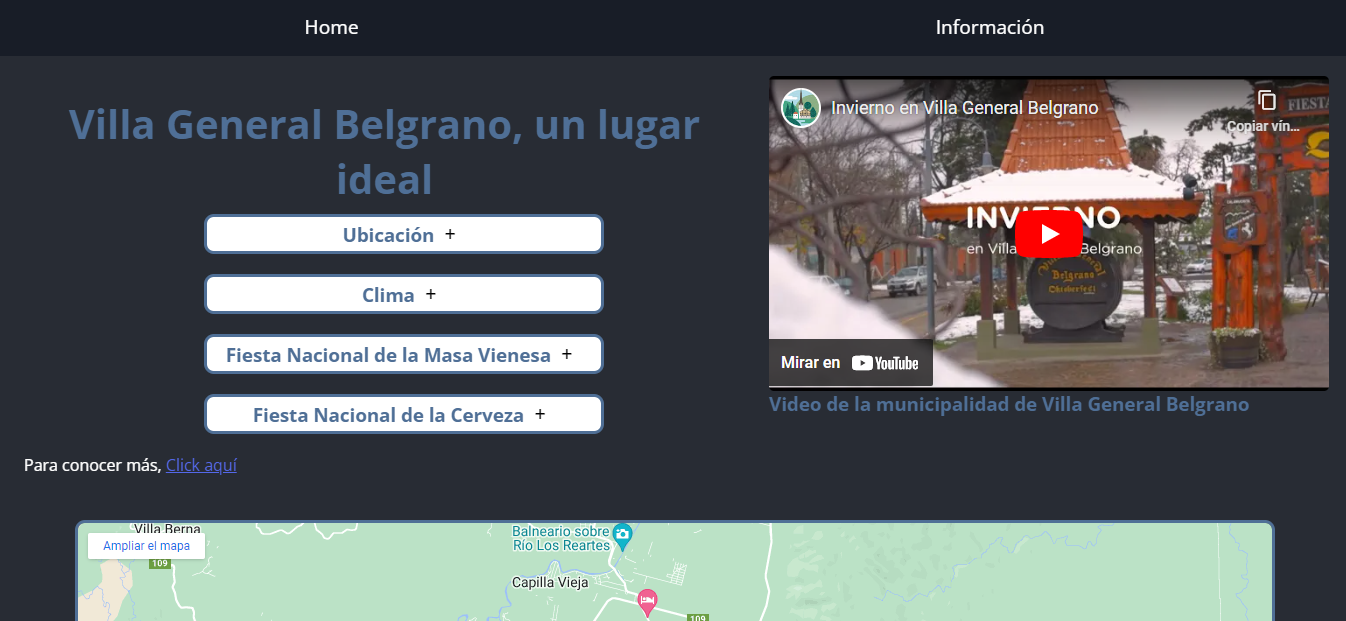 Home
Información
Villa General Belgrano, un lugar
ideal
Ubicación +
Clima +
Fiesta Nacional de la Masa Vienesa +
Fiesta Nacional de la Cerveza +
Para conocer más, Click aquí
Invierno en Villa General Belgrano
Copiar vín...
FIESTA
INVIERNO
en Villa General Belgrano
Belgrano
Oktoberfest
Mirar en YouTube
Video de la municipalidad de Villa General Belgrano
Villa Berna
Ampliar el mapa
109
Balneario sobre
Río Los Reartes
Capilla Vieja
109